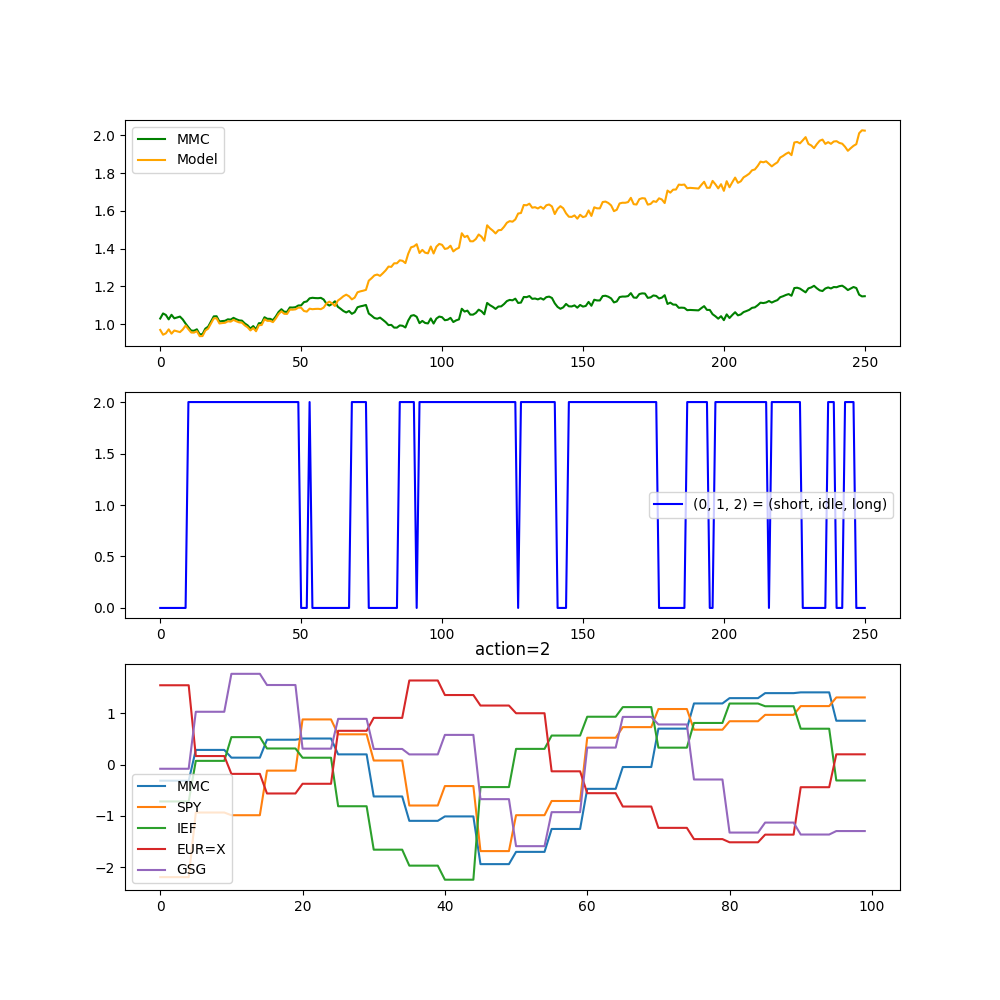 2.0
1.8
1.6
1.4
1.2
1.0
MMC
Model
0 50 100 150 200 250
2.0
1.5
1.0
0.5
0.0
(0, 1, 2) = (short, idle, long)
0 50 100 150 200 250
action=2
1
0
−1
−2
MMC
SPY
IEF
EUR=X
GSG
0 20 40 60 80 100